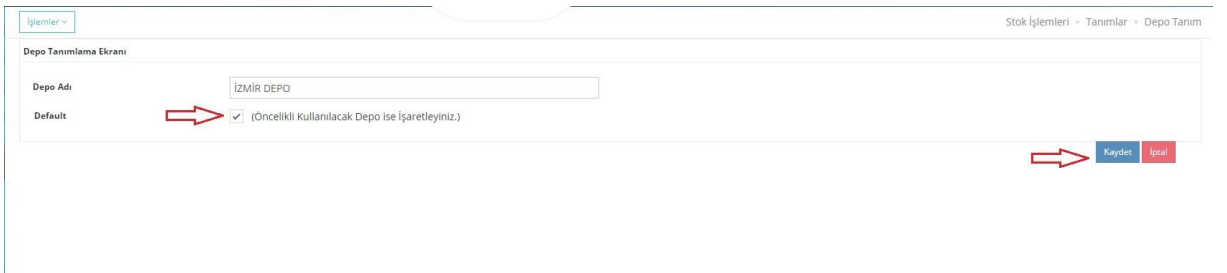 İşlemler
Stok İşlemleri Tanımlar Depo Tanım
Depo Tanımlama Ekranı
Depo Adı İZMİR DEPO
Default (Öncelikli Kullanılacak Depo ise İşaretleyiniz.)
Kaydet İptal